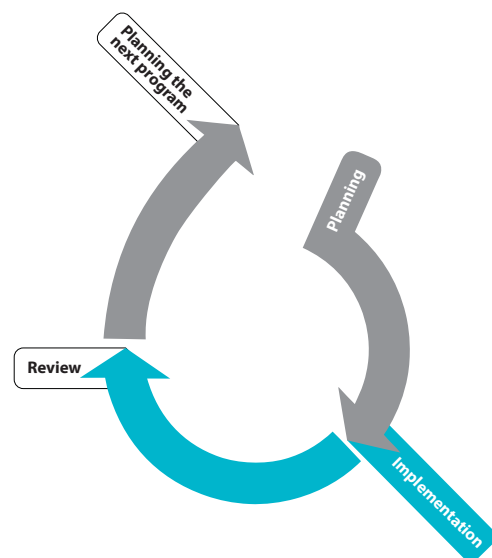 Planning the
next program
Planning
Review
Implementation